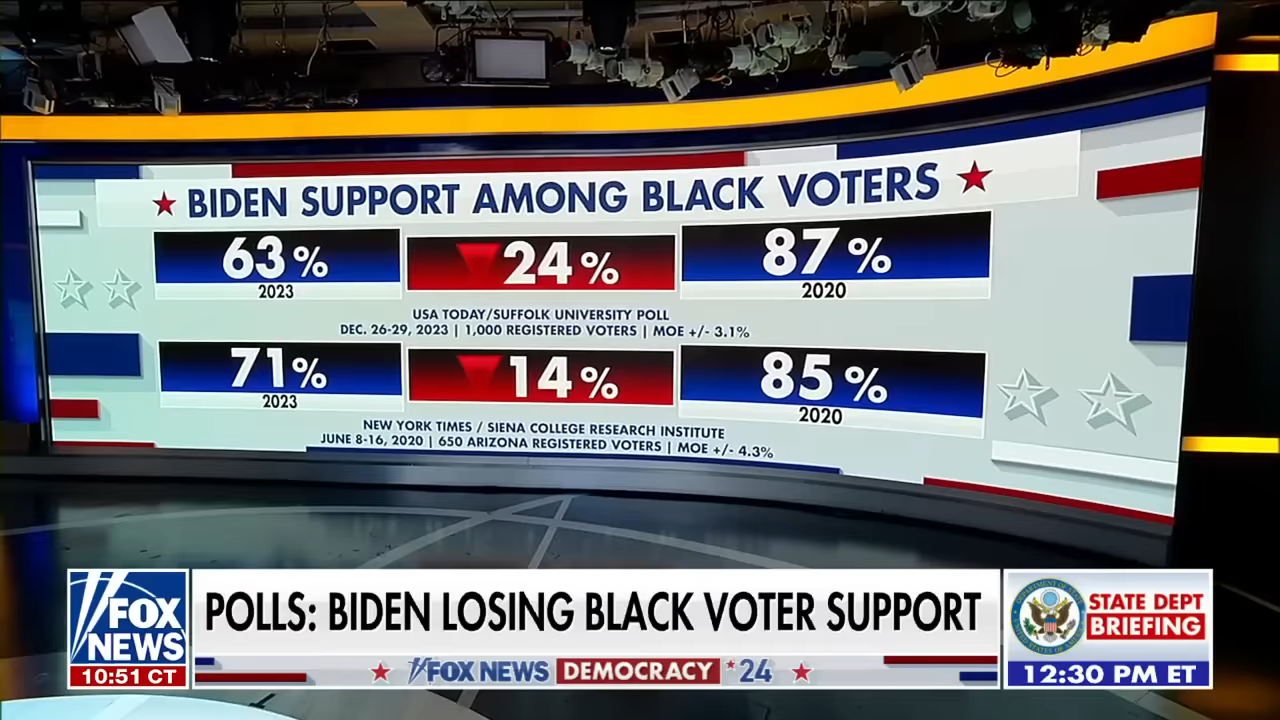 BIDEN SUPPORT AMONG BLACK VOTERS
63% 24% 87%
2023 2020
USA TODAY/SUFFOLK UNIVERSITY POLL
DEC. 26-29, 2023 | 1,000 REGISTERED VOTERS | MOE +/- 3.1%
71% 14% 85%
2023 2020
NEW YORK TIMES / SIENA COLLEGE RESEARCH INSTITUTE
JUNE 8-16, 2020 | 650 ARIZONA REGISTERED VOTERS | MOE +/- 4.3%
FOX
NEWS
10:51 CT
POLLS: BIDEN LOSING BLACK VOTER SUPPORT
FOX NEWS DEMOCRACY '24
STATE DEPT
BRIEFING
12:30 PM ET